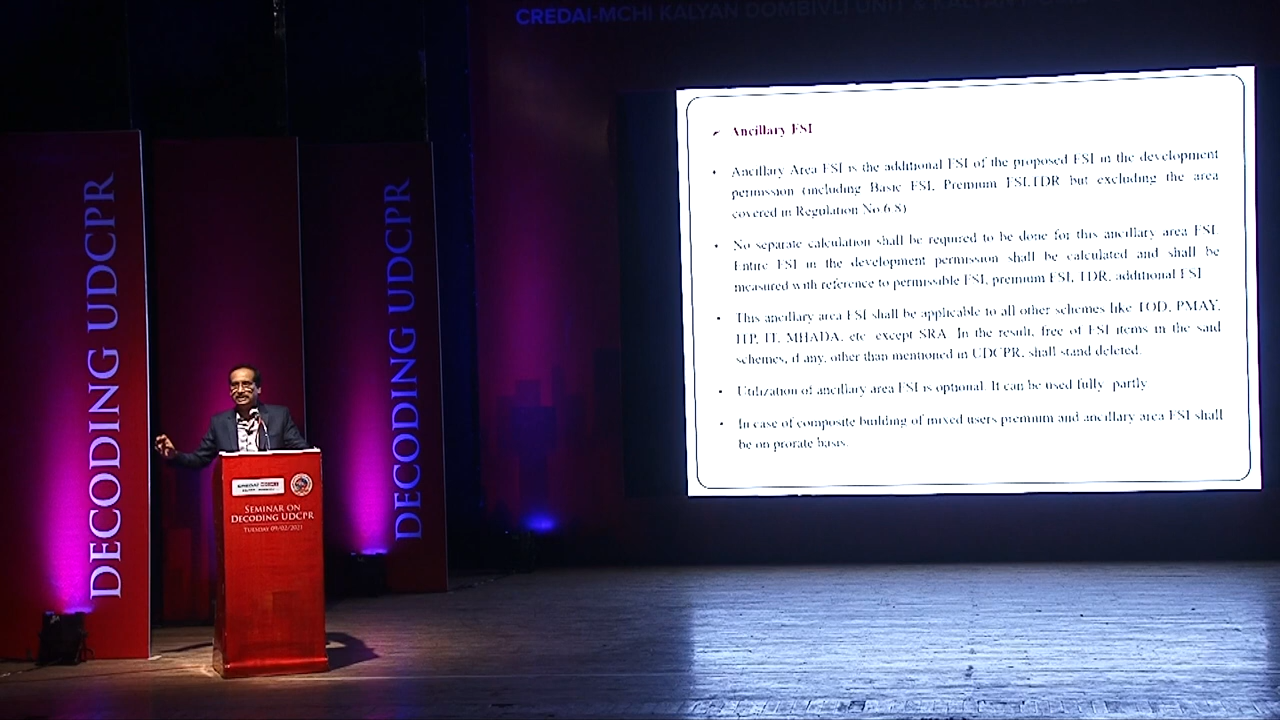 CREDAI-MCHI KALYAN DOMBIVLI UNIT &
Ancillary FSI
Ancillary Area FSI is the additional FSI of the proposed FSI in the development
permission (including Basic FSI, Premium FSI,TDR but excluding the area
covered in Regulation No 6.8)
No separate calculation shall be required to be done for this ancillary area FSI.
Entire FSI in the development permission shall be calculated and shall be
measured with reference to permissible FSI, premium FSI, TDR, additional FSI
This ancillary area FSI shall be applicable to all other schemes like TOD, PMAY,
ITP, IT, MHADA, etc except SRA. In the result, free of FSI items in the said
schemes, if any, other than mentioned in UDCPR, shall stand deleted.
Utilization of ancillary area FSI is optional. It can be used fully partly
In case of composite building of mixed users premium and ancillary area FSI shall
be on prorate basis.
DECODING UDCPR
DECODING UDCPR
CREDAI
SEMINAR ON
DECODING UDCPR
TUESDAY 09/02/2021